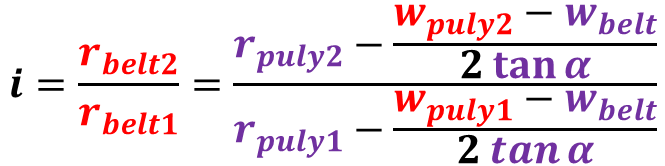 i = r_belt2 / r_belt1 = (r_puly2 − (w_puly2 − w_belt) / (2 tan α)) / (r_puly1 − (w_puly1 − w_belt) / (2 tan α))